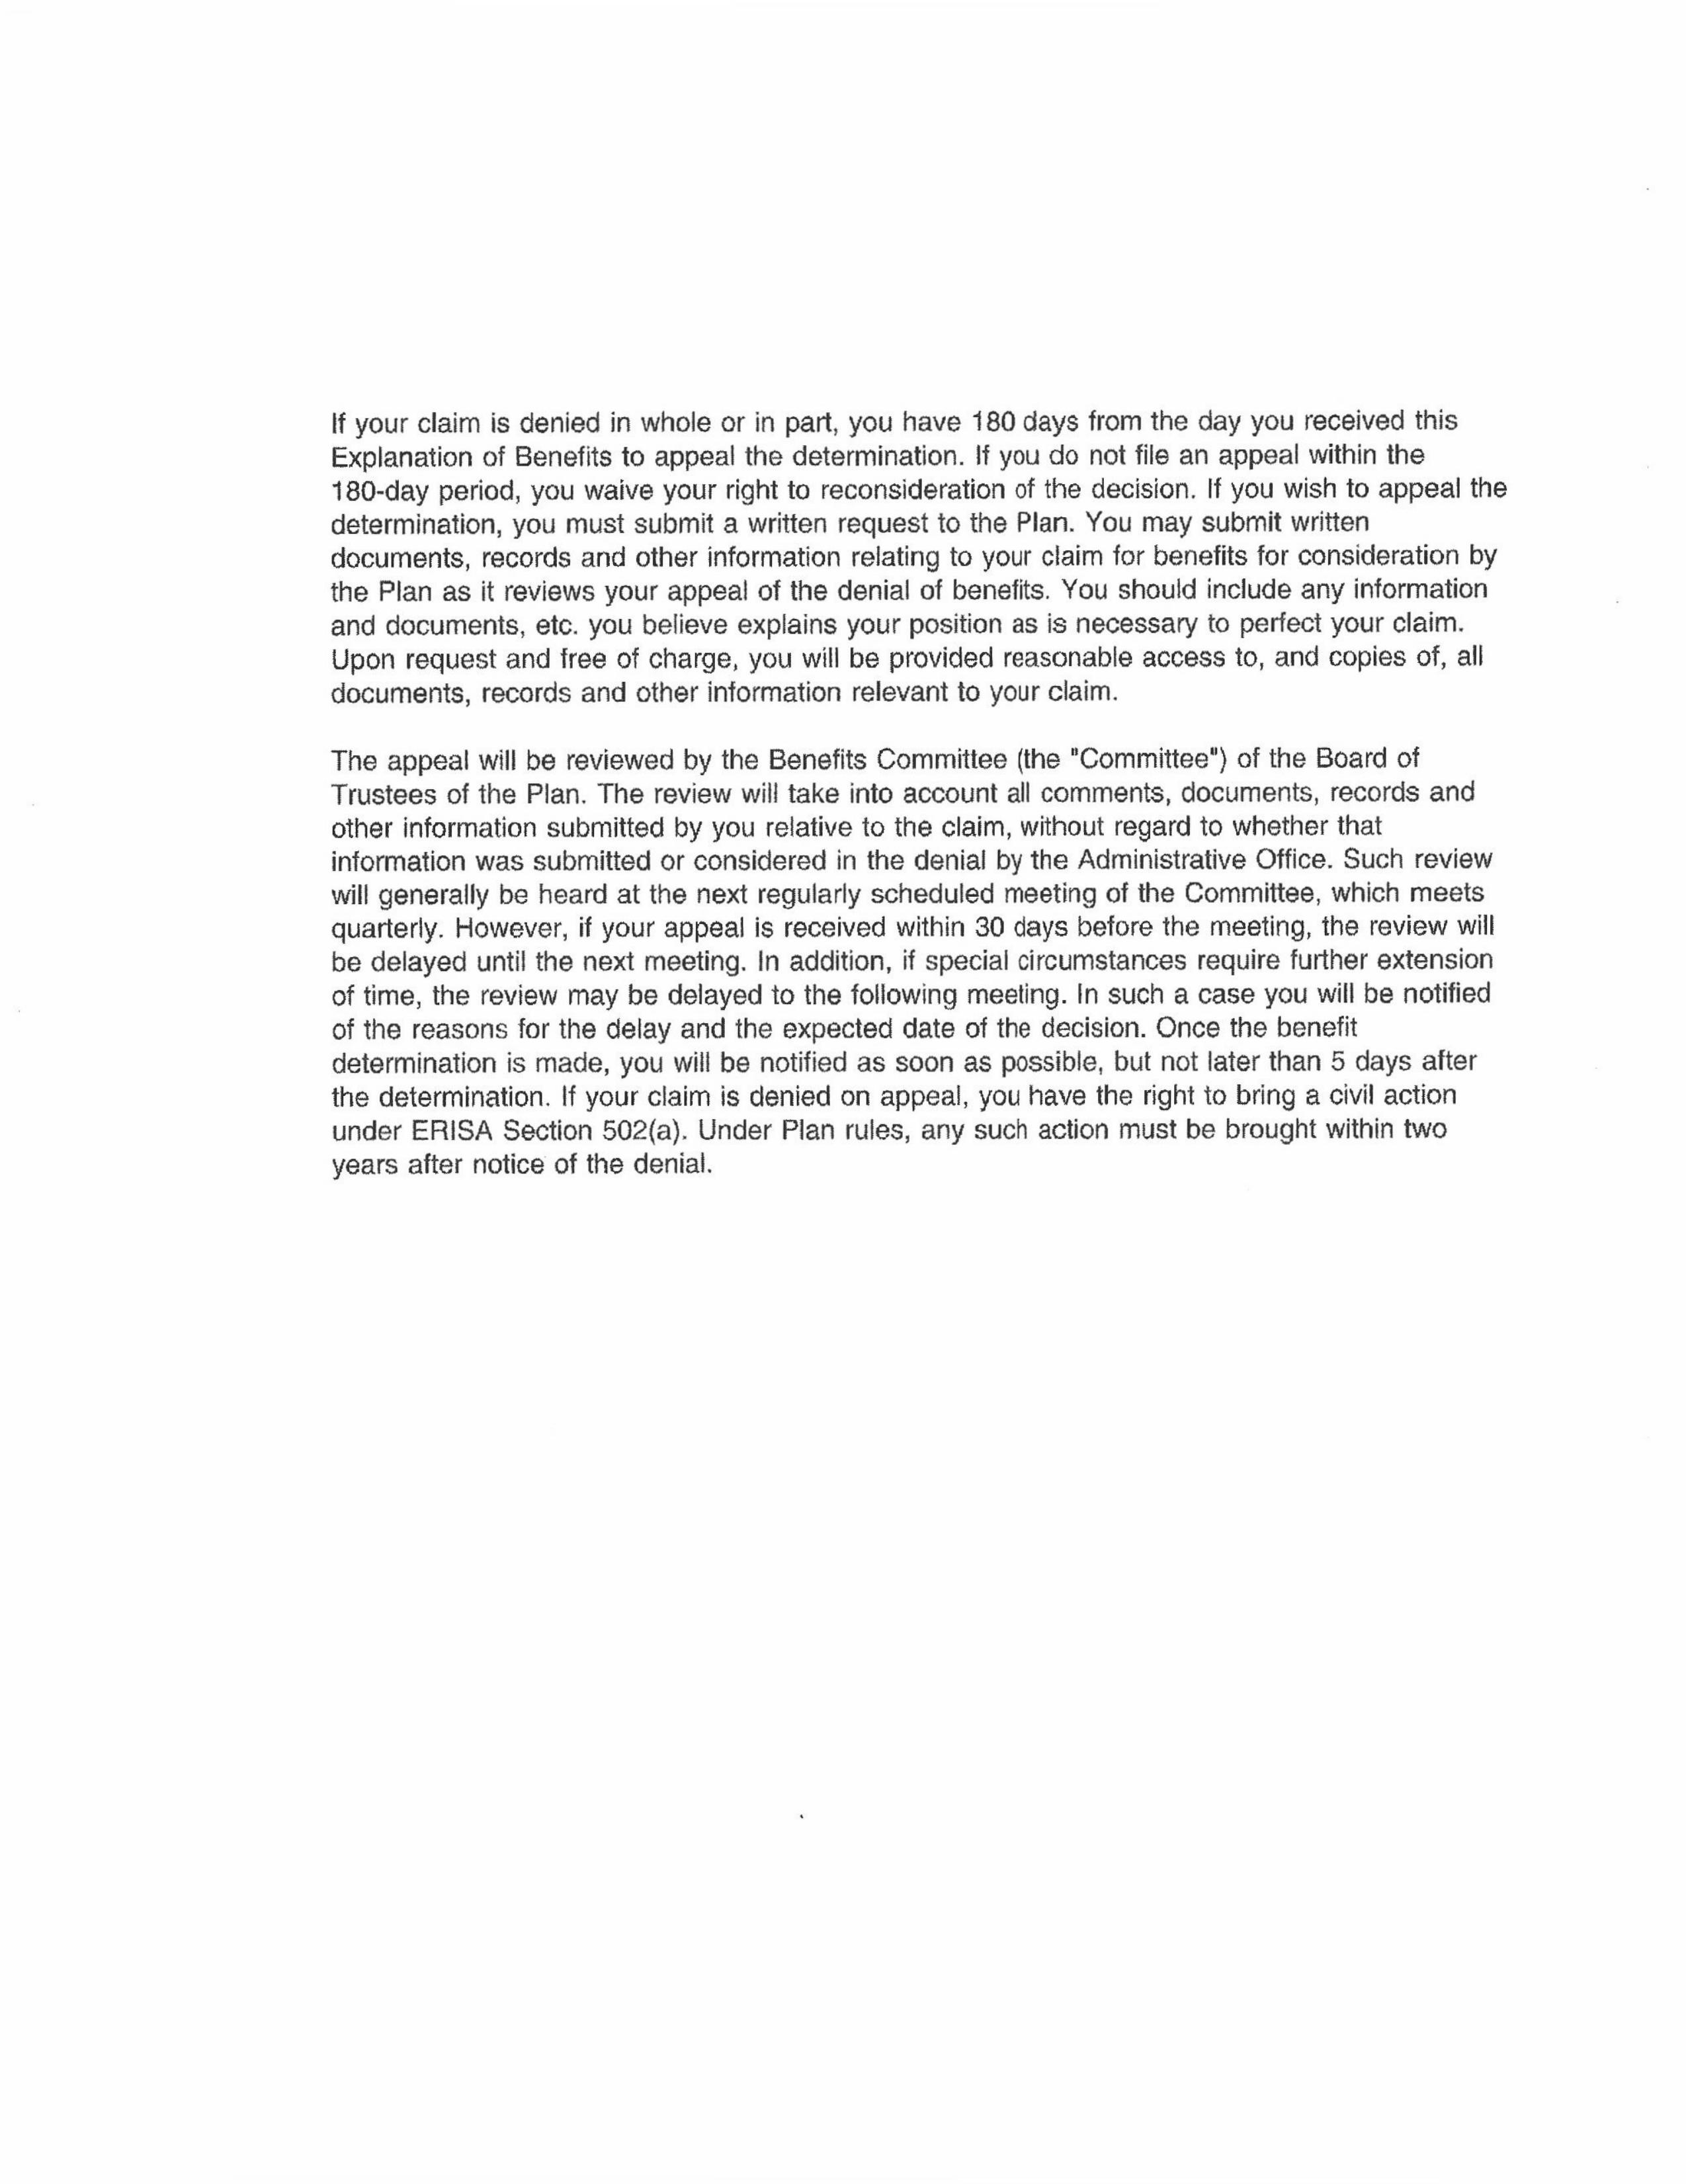 If your claim is denied in whole or in part, you have 180 days from the day you received this
Explanation of Benefits to appeal the determination. If you do not file an appeal within the
180-day period, you waive your right to reconsideration of the decision. If you wish to appeal the
determination, you must submit a written request to the Plan. You may submit written
documents, records and other information relating to your claim for benefits for consideration by
the Plan as it reviews your appeal of the denial of benefits. You should include any information
and documents, etc. you believe explains your position as is necessary to perfect your claim.
Upon request and free of charge, you will be provided reasonable access to, and copies of, all
documents, records and other information relevant to your claim.
The appeal will be reviewed by the Benefits Committee (the "Committee") of the Board of
Trustees of the Plan. The review will take into account all comments, documents, records and
other information submitted by you relative to the claim, without regard to whether that
information was submitted or considered in the denial by the Administrative Office. Such review
will generally be heard at the next regularly scheduled meeting of the Committee, which meets
quarterly. However, if your appeal is received within 30 days before the meeting, the review will
be delayed until the next meeting. In addition, if special circumstances require further extension
of time, the review may be delayed to the following meeting. In such a case you will be notified
of the reasons for the delay and the expected date of the decision. Once the benefit
determination is made, you will be notified as soon as possible, but not later than 5 days after
the determination. If your claim is denied on appeal, you have the right to bring a civil action
under ERISA Section 502(a). Under Plan rules, any such action must be brought within two
years after notice of the denial.